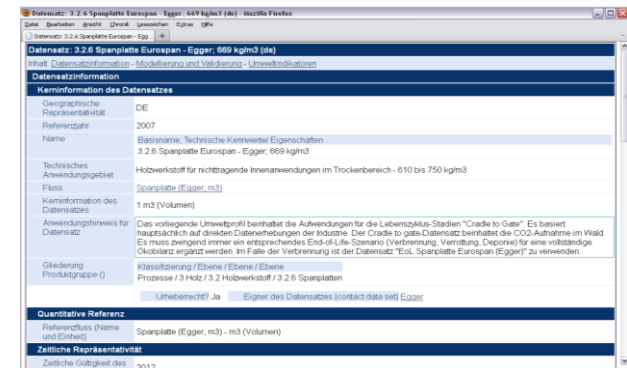 Datensatz: 3.2.6 Spanplatte Eurospan - Egger; 669 kg/m3 (de) - Mozilla Firefox
Datei Bearbeiten Ansicht Chronik Lesezeichen Extras Hilfe
Datensatz: 3.2.6 Spanplatte Eurospan - Egg...
Datensatz: 3.2.6 Spanplatte Eurospan - Egger; 669 kg/m3 (de)
Inhalt: Datensatzinformation - Modellierung und Validierung - Umweltindikatoren
Datensatzinformation
Kerninformation des Datensatzes
Geographische Repräsentativität DE
Referenzjahr 2007
Name Basisname; Technische Kennwerte/ Eigenschaften
3.2.6 Spanplatte Eurospan - Egger; 669 kg/m3
Technisches Anwendungsgebiet Holzwerkstoff für nichttragende Innenanwendungen im Trockenbereich - 610 bis 750 kg/m3
Fluss Spanplatte (Egger, m3)
Kerninformation des Datensatzes 1 m3 (Volumen)
Anwendungshinweis für Datensatz Das vorliegende Umweltprofil beinhaltet die Aufwendungen für die Lebenszyklus-Stadien "Cradle to Gate". Es basiert
hauptsächlich auf direkten Datenerhebungen der Industrie. Der Cradle to gate-Datensatz beinhaltet die CO2-Aufnahme im Wald.
Es muss zwingend immer ein entsprechendes End-of-Life-Szenario (Verbrennung, Verrottung, Deponie) für eine vollständige
Ökobilanz ergänzt werden. Im Falle der Verbrennung ist der Datensatz "EoL Spanplatte Eurospan (Egger)" zu verwenden.
Gliederung Produktgruppe () Klassifizierung / Ebene / Ebene / Ebene
Prozesse / 3 Holz / 3.2 Holzwerkstoff / 3.2.6 Spanplatten
Urheberrecht? Ja Eigner des Datensatzes (contact data set) Egger
Quantitative Referenz
Referenzfluss (Name und Einheit) Spanplatte (Egger, m3) - m3 (Volumen)
Zeitliche Repräsentativität
Zeitliche Gültigkeit des 2012